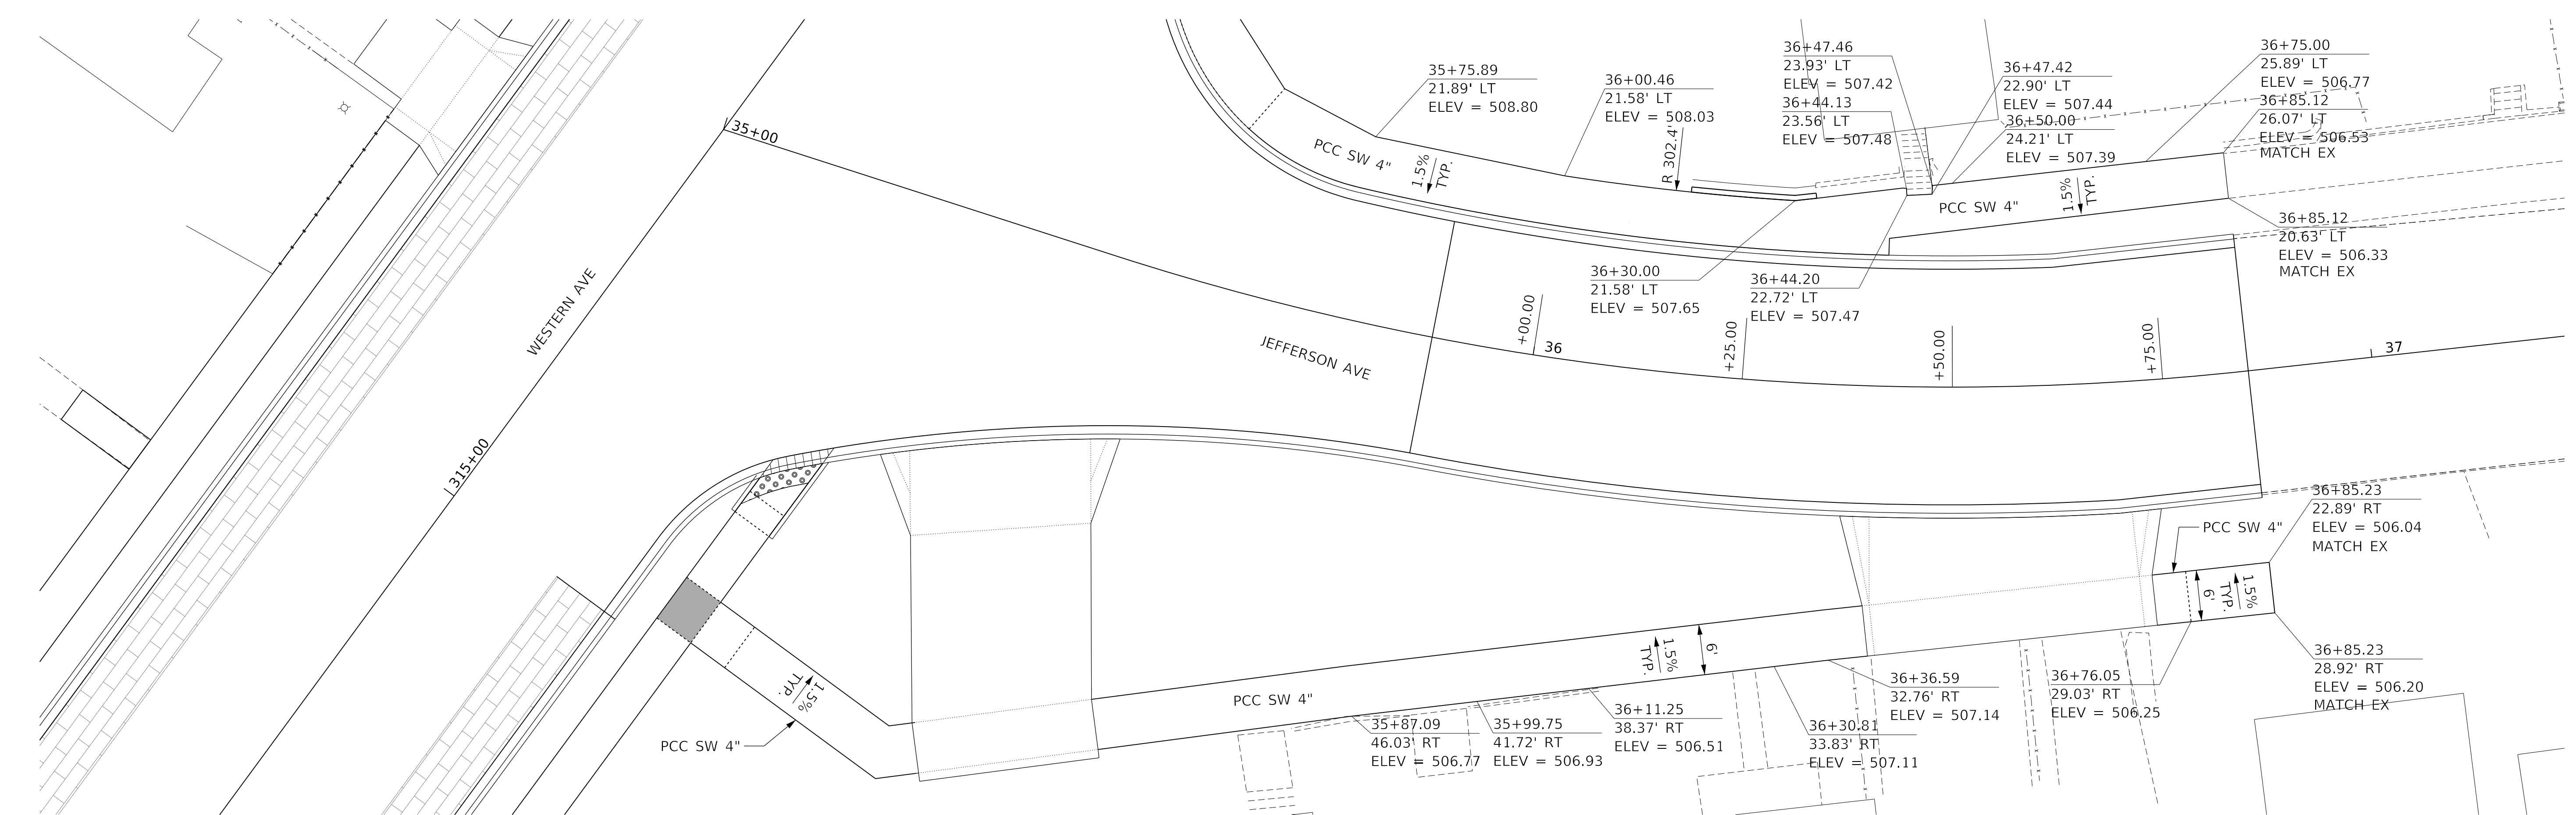 35+00
WESTERN AVE
315+00
JEFFERSON AVE
PCC SW 4"
1.5%
TYP.
35+75.89
21.89' LT
ELEV = 508.80
36+00.46
21.58' LT
ELEV = 508.03
R 302.4'
36+47.46
23.93' LT
ELEV = 507.42
36+44.13
23.56' LT
ELEV = 507.48
36+47.42
22.90' LT
ELEV = 507.44
36+50.00
24.21' LT
ELEV = 507.39
36+75.00
25.89' LT
ELEV = 506.77
36+85.12
26.07' LT
ELEV = 506.53
MATCH EX
PCC SW 4"
1.5%
TYP.
36+85.12
20.63' LT
ELEV = 506.33
MATCH EX
36+30.00
21.58' LT
ELEV = 507.65
36+44.20
22.72' LT
ELEV = 507.47
+00.00
36
+25.00
+50.00
+75.00
37
36+85.23
22.89' RT
ELEV = 506.04
MATCH EX
PCC SW 4"
6'
1.5%
TYP.
36+85.23
28.92' RT
ELEV = 506.20
MATCH EX
36+76.05
29.03' RT
ELEV = 506.25
36+36.59
32.76' RT
ELEV = 507.14
36+30.81
33.83' RT
ELEV = 507.11
6'
1.5%
TYP.
36+11.25
38.37' RT
ELEV = 506.51
35+99.75
41.72' RT
ELEV = 506.93
35+87.09
46.03' RT
ELEV = 506.77
PCC SW 4"
1.5%
TYP.
PCC SW 4"